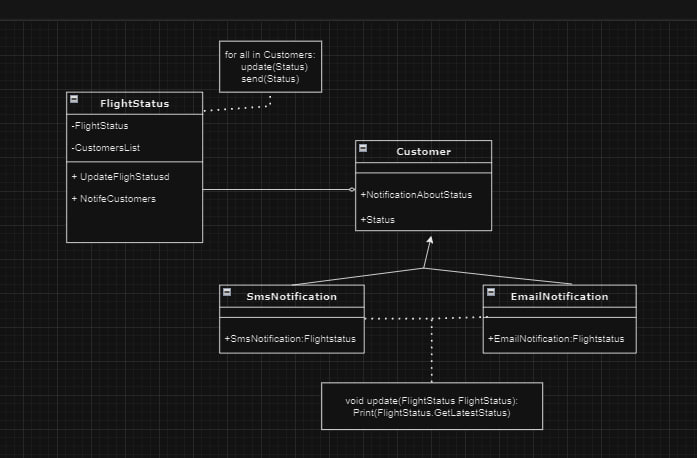 for all in Customers:
update(Status)
send(Status)
FlightStatus
-FlightStatus
-CustomersList
+ UpdateFlighStatusd
+ NotifeCustomers
Customer
+NotificationAboutStatus
+Status
SmsNotification
+SmsNotification:Flightstatus
EmailNotification
+EmailNotification:Flightstatus
void update(FlightStatus FlightStatus):
Print(FlightStatus.GetLatestStatus)